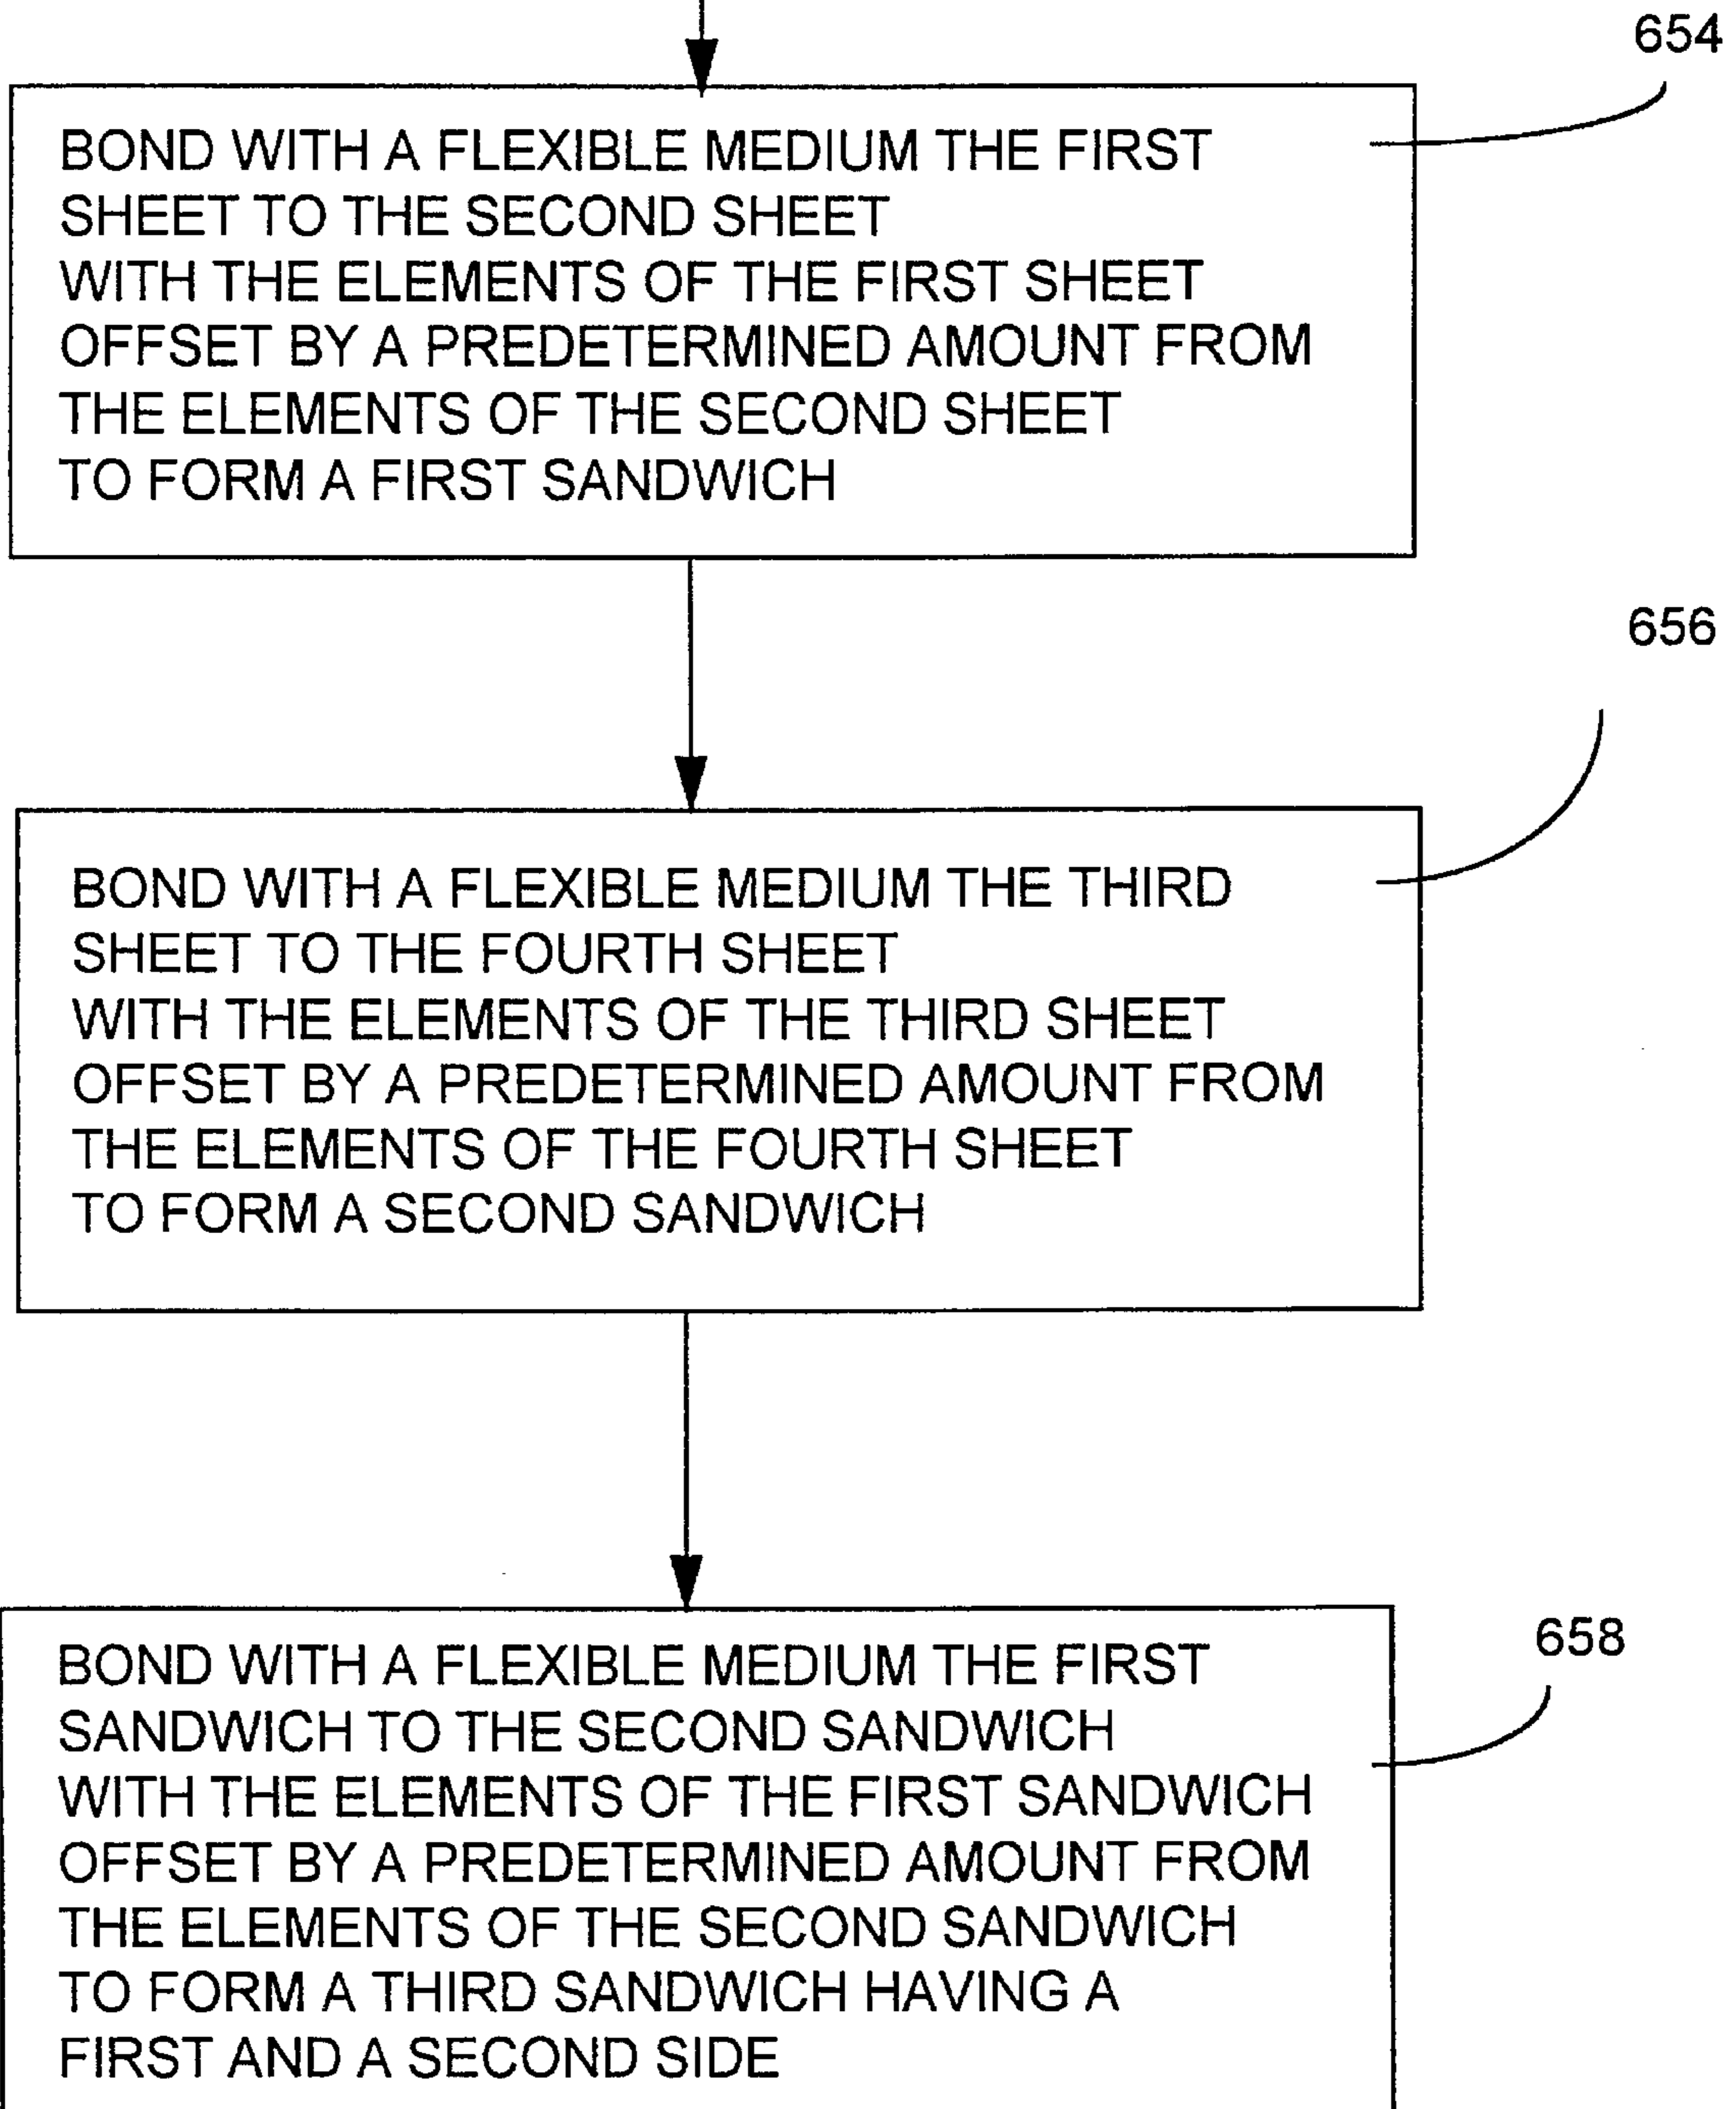 654
BOND WITH A FLEXIBLE MEDIUM THE FIRST
SHEET TO THE SECOND SHEET
WITH THE ELEMENTS OF THE FIRST SHEET
OFFSET BY A PREDETERMINED AMOUNT FROM
THE ELEMENTS OF THE SECOND SHEET
TO FORM A FIRST SANDWICH
656
BOND WITH A FLEXIBLE MEDIUM THE THIRD
SHEET TO THE FOURTH SHEET
WITH THE ELEMENTS OF THE THIRD SHEET
OFFSET BY A PREDETERMINED AMOUNT FROM
THE ELEMENTS OF THE FOURTH SHEET
TO FORM A SECOND SANDWICH
658
BOND WITH A FLEXIBLE MEDIUM THE FIRST
SANDWICH TO THE SECOND SANDWICH
WITH THE ELEMENTS OF THE FIRST SANDWICH
OFFSET BY A PREDETERMINED AMOUNT FROM
THE ELEMENTS OF THE SECOND SANDWICH
TO FORM A THIRD SANDWICH HAVING A
FIRST AND A SECOND SIDE